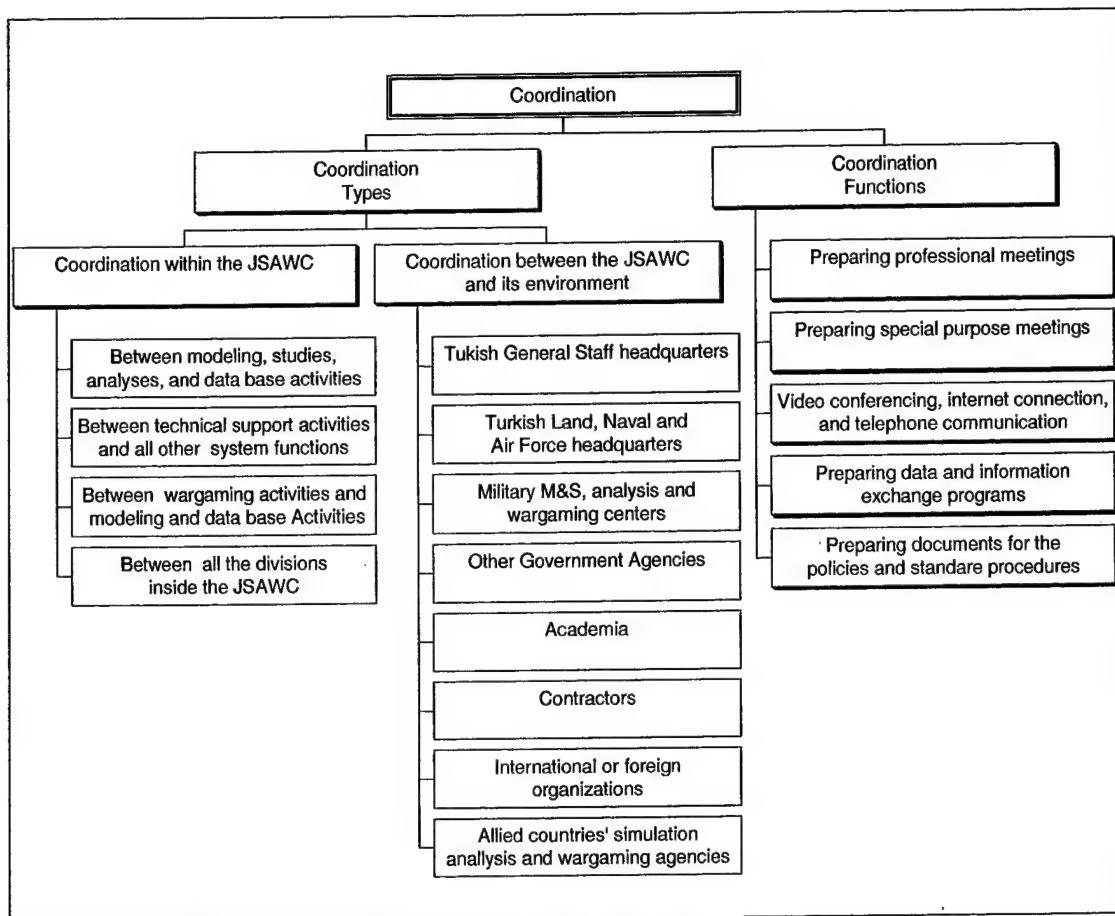 Coordination
Coordination
Types
Coordination
Functions
Coordination within the JSAWC
Coordination between the JSAWC
and its environment
Between modeling, studies,
analyses, and data base activities
Between technical support activities
and all other system functions
Between wargaming activities and
modeling and data base Activities
Between all the divisions
inside the JSAWC
Tukish General Staff headquarters
Turkish Land, Naval and
Air Force headquarters
Military M&S, analysis and
wargaming centers
Other Government Agencies
Academia
Contractors
International or foreign
organizations
Allied countries' simulation
anallysis and wargaming agencies
Preparing professional meetings
Preparing special purpose meetings
Video conferencing, internet connection,
and telephone communication
Preparing data and information
exchange programs
Preparing documents for the
policies and standare procedures